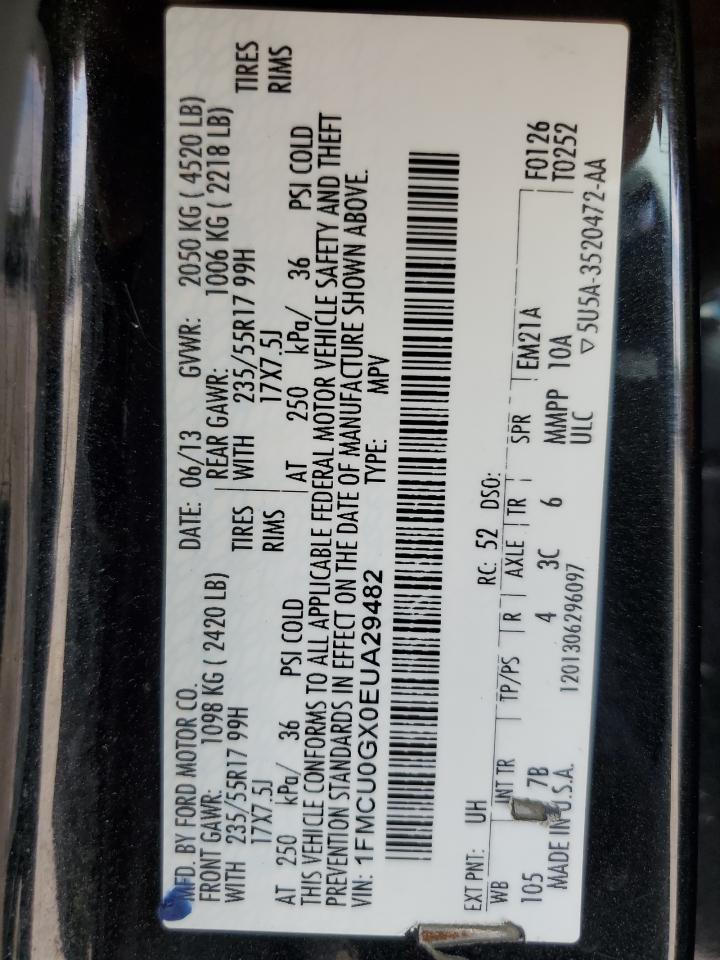 MFD. BY FORD MOTOR CO.
DATE: 06/13 GVWR: 2050 KG ( 4520 LB)
FRONT GAWR: 1098 KG ( 2420 LB) REAR GAWR: 1006 KG ( 2218 LB)
WITH 235/55R17 99H TIRES WITH 235/55R17 99H TIRES
17X7.5J RIMS 17X7.5J RIMS
AT 250 kPa/ 36 PSI COLD AT 250 kPa/ 36 PSI COLD
THIS VEHICLE CONFORMS TO ALL APPLICABLE FEDERAL MOTOR VEHICLE SAFETY AND THEFT
PREVENTION STANDARDS IN EFFECT ON THE DATE OF MANUFACTURE SHOWN ABOVE.
VIN: 1FMCU0GX0EUA29482 TYPE: MPV
EXT PNT: UH RC: 52 DSO:
WB INT TR TP/PS R AXLE TR SPR EM21A F0126
105 7B 4 3C 6 MMPP 10A T0252
MADE IN U.S.A. 1201306296097 ULC ▽5U5A-3520472-AA